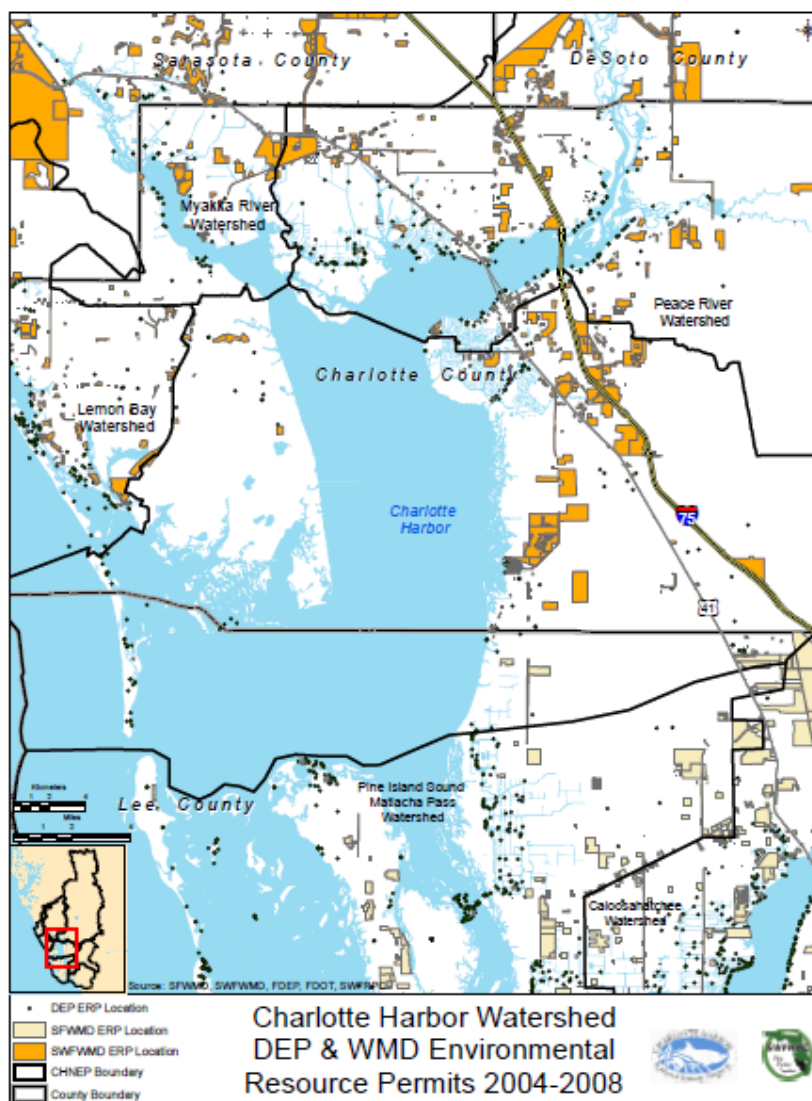 Sarasota County
DeSoto County
Myakka River
Watershed
Peace River
Watershed
Charlotte County
Lemon Bay
Watershed
Charlotte
Harbor
75
41
Kilometers
Lee County
Miles
Pine Island Sound
Matlacha Pass
Watershed
Caloosahatchee
Watershed
Source: SFWMD, SWFWMD, FDEP, FDOT, SWFRPC
DEP ERP Location
SFWMD ERP Location
SWFWMD ERP Location
CHNEP Boundary
County Boundary
Charlotte Harbor Watershed
DEP & WMD Environmental
Resource Permits 2004-2008